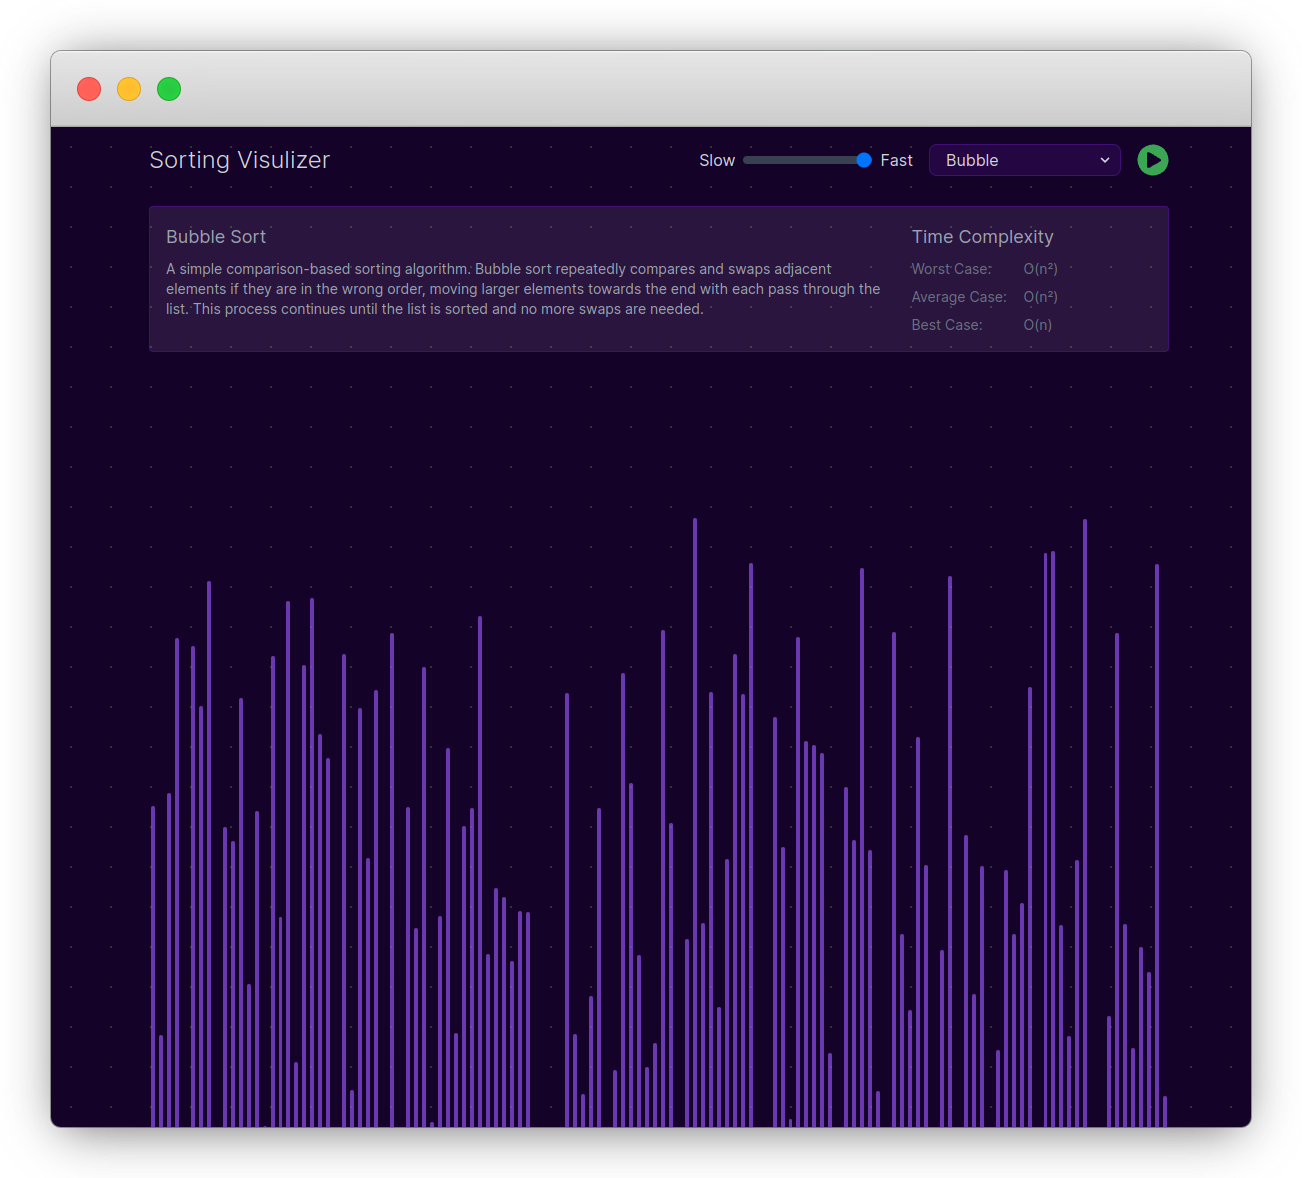 Sorting Visulizer
Slow
Fast
Bubble
Bubble Sort
A simple comparison-based sorting algorithm. Bubble sort repeatedly compares and swaps adjacent
elements if they are in the wrong order, moving larger elements towards the end with each pass through the
list. This process continues until the list is sorted and no more swaps are needed.
Time Complexity
Worst Case: O(n²)
Average Case: O(n²)
Best Case: O(n)